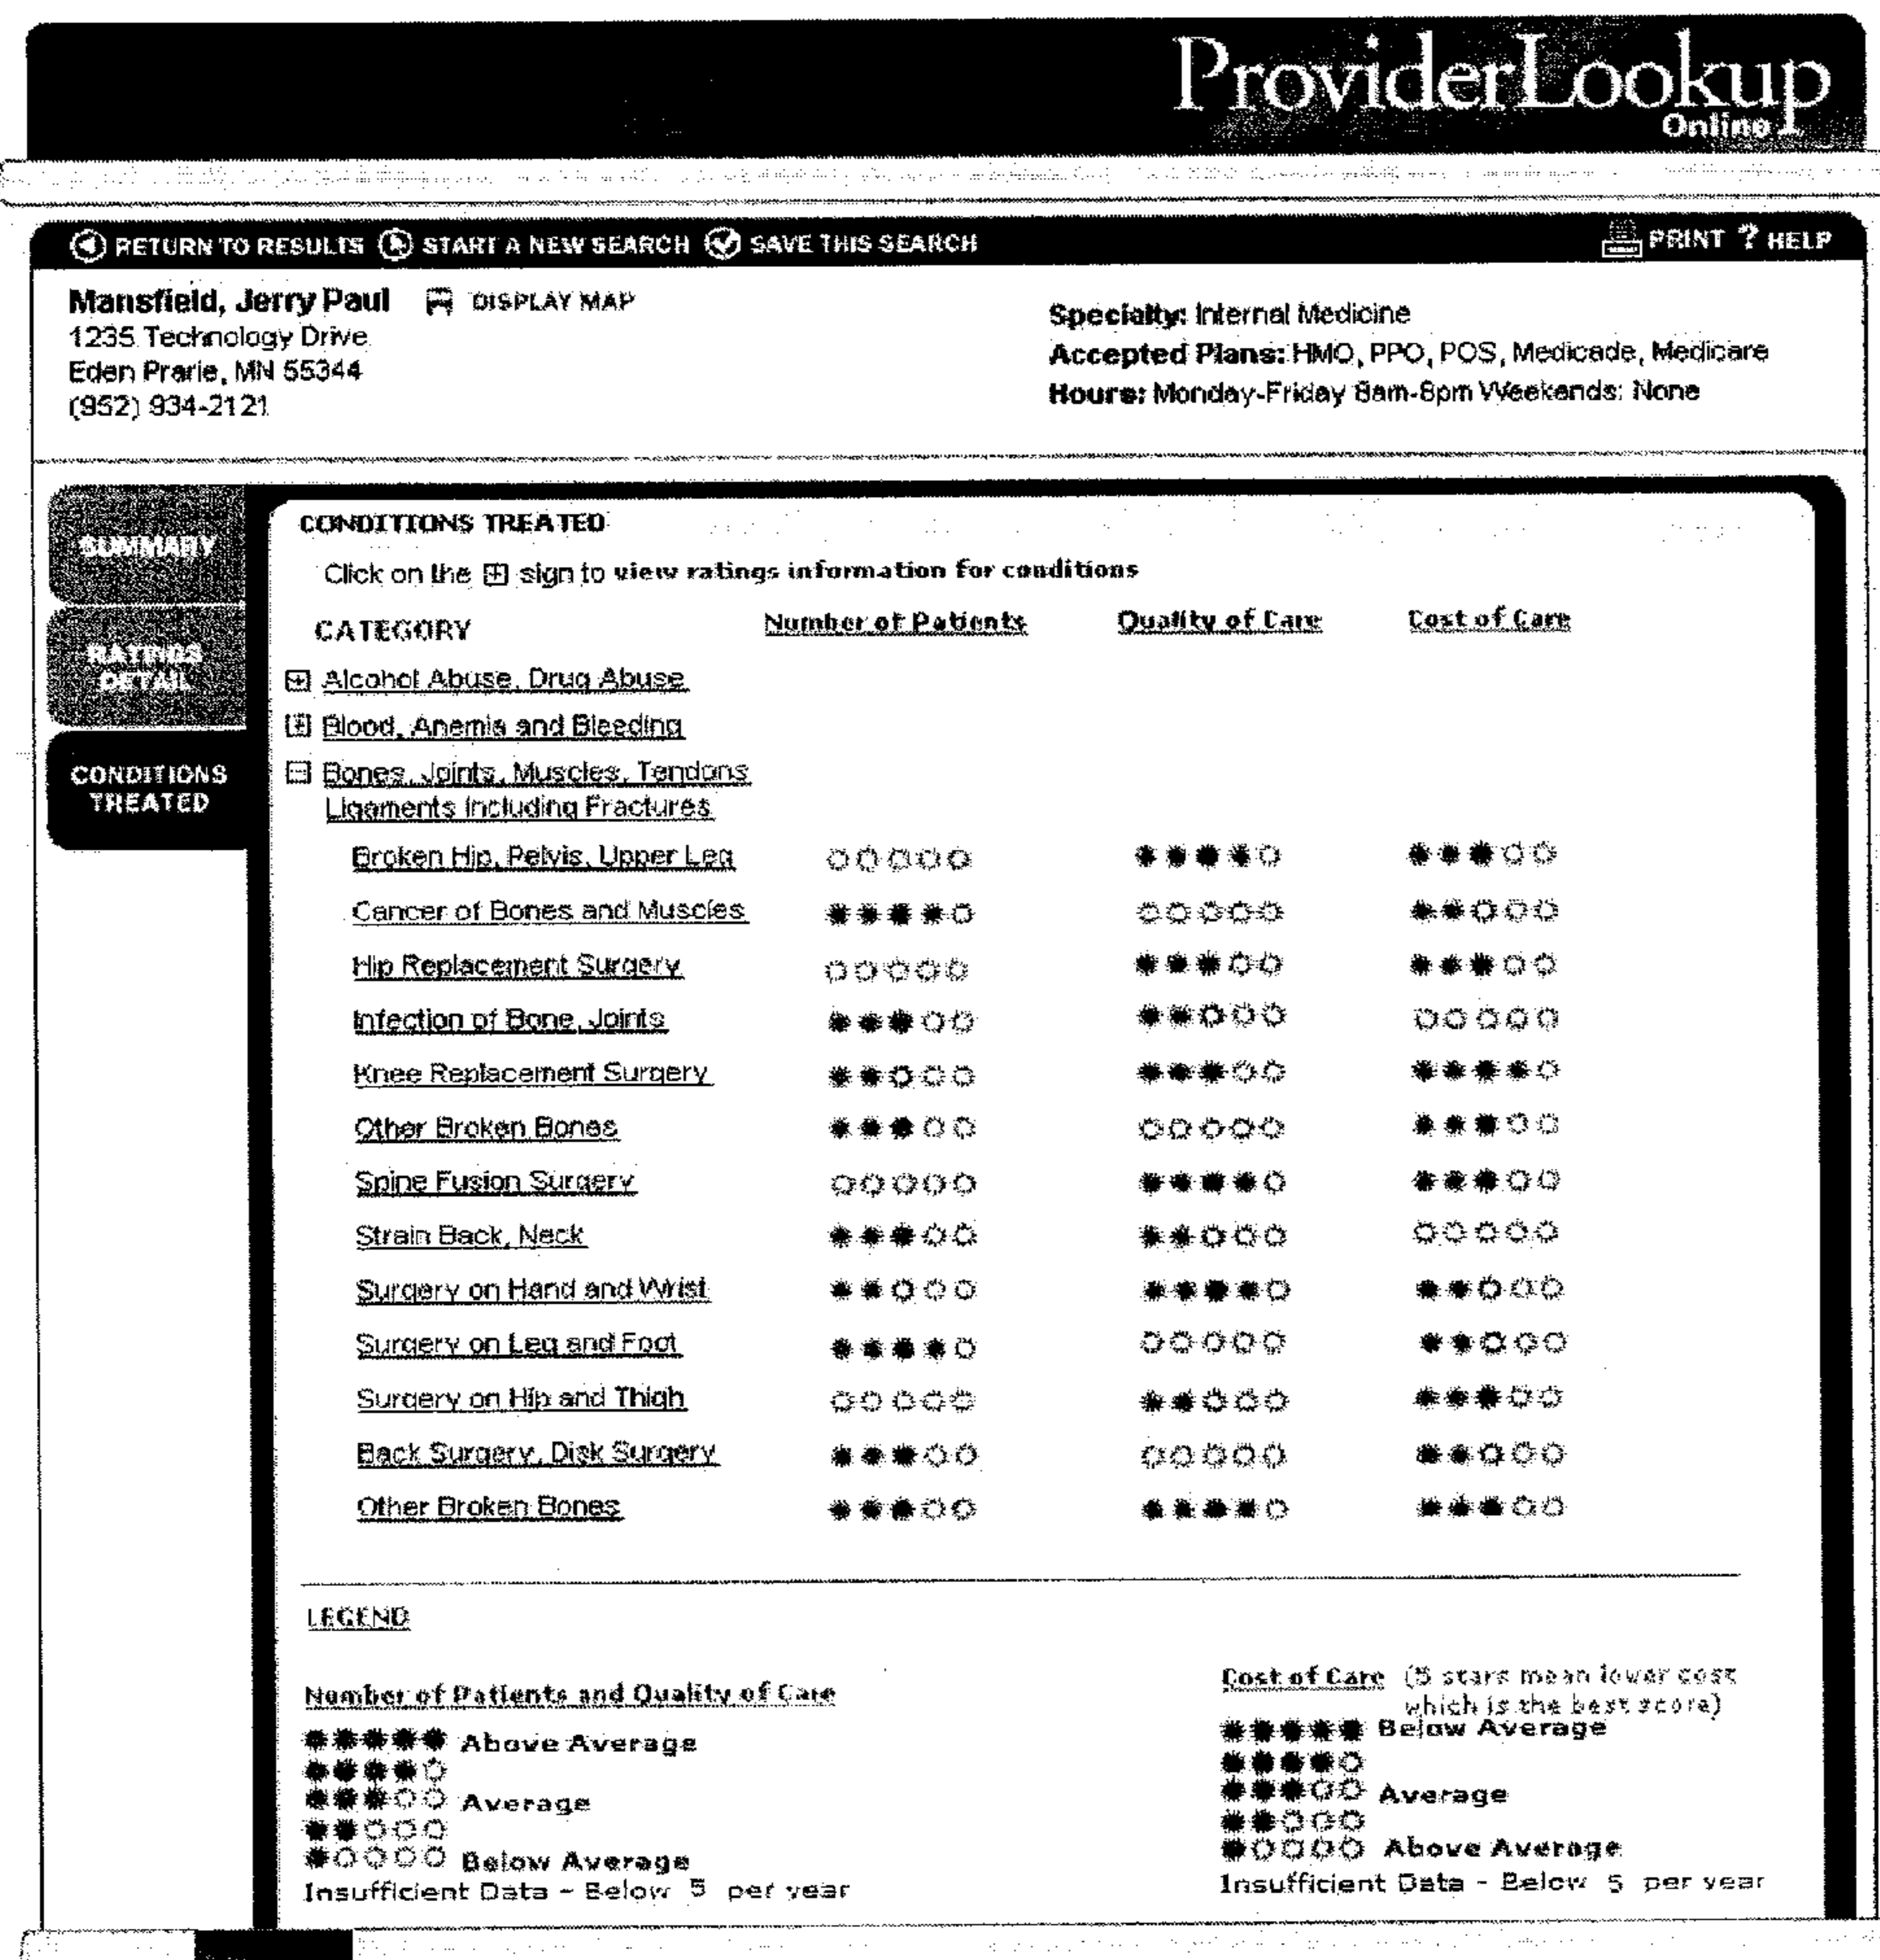 ProviderLookup
Online
RETURN TO RESULTS START A NEW SEARCH SAVE THIS SEARCH PRINT ? HELP
Mansfield, Jerry Paul DISPLAY MAP
1235 Technology Drive
Eden Prarie, MN 55344
(952) 934-2121
Specialty: Internal Medicine
Accepted Plans: HMO, PPO, POS, Medicade, Medicare
Hours: Monday-Friday 8am-8pm Weekends: None
SUMMARY
RATINGS
DETAIL
CONDITIONS
TREATED
CONDITIONS TREATED
Click on the + sign to view ratings information for conditions
CATEGORY Number of Patients Quality of Care Cost of Care
Alcohol Abuse, Drug Abuse
Blood, Anemia and Bleeding
Bones, Joints, Muscles, Tendons
Ligaments Including Fractures
Broken Hip, Pelvis, Upper Leg
Cancer of Bones and Muscles
Hip Replacement Surgery
Infection of Bone, Joints
Knee Replacement Surgery
Other Broken Bones
Spine Fusion Surgery
Strain Back, Neck
Surgery on Hand and Wrist
Surgery on Leg and Foot
Surgery on Hip and Thigh
Back Surgery, Disk Surgery
Other Broken Bones
LEGEND
Number of Patients and Quality of Care
Above Average
Average
Below Average
Insufficient Data - Below 5 per year
Cost of Care (5 stars mean lower cost
which is the best score)
Below Average
Average
Above Average
Insufficient Data - Below 5 per year